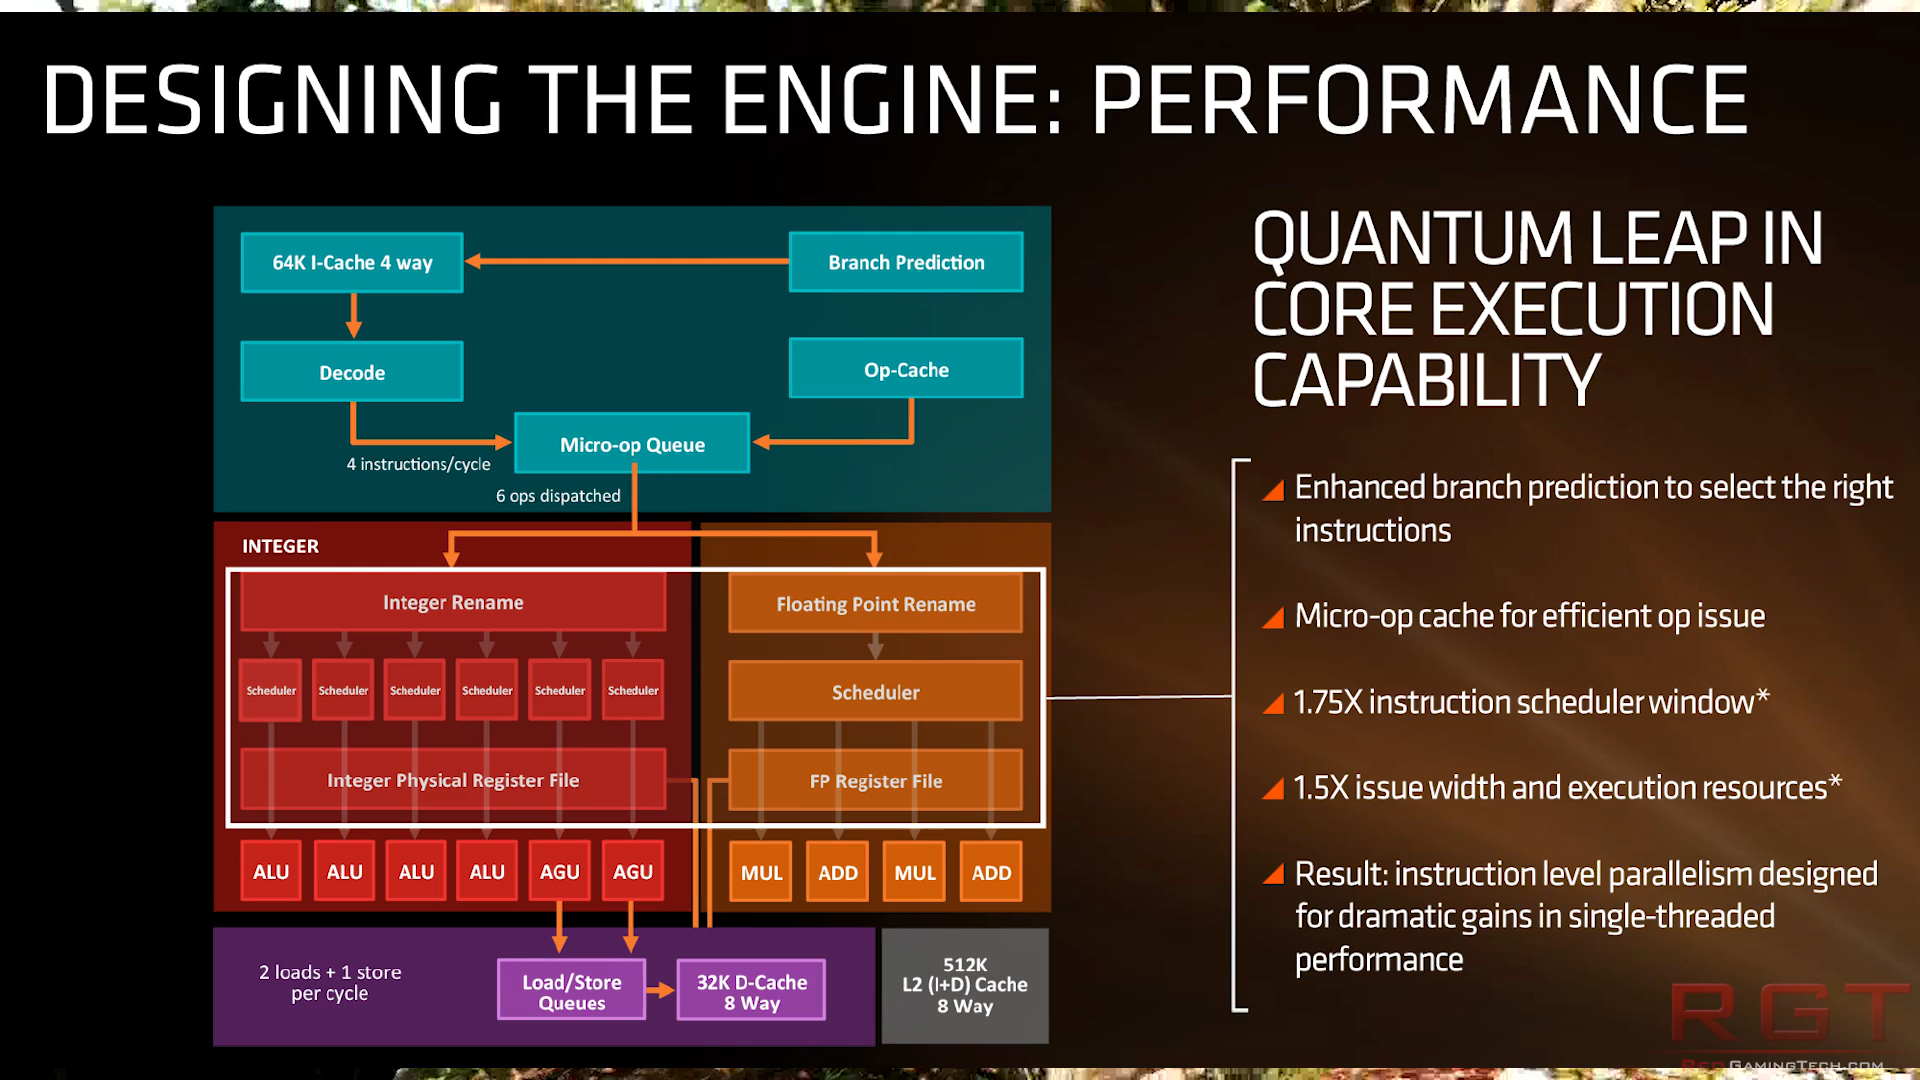 DESIGNING THE ENGINE: PERFORMANCE
64K I-Cache 4 way
Branch Prediction
Decode
Op-Cache
Micro-op Queue
4 instructions/cycle
6 ops dispatched
INTEGER
Integer Rename
Floating Point Rename
Scheduler
Scheduler
Scheduler
Scheduler
Scheduler
Scheduler
Scheduler
Integer Physical Register File
FP Register File
ALU
ALU
ALU
ALU
AGU
AGU
MUL
ADD
MUL
ADD
2 loads + 1 store
per cycle
Load/Store
Queues
32K D-Cache
8 Way
512K
L2 (I+D) Cache
8 Way
QUANTUM LEAP IN
CORE EXECUTION
CAPABILITY
Enhanced branch prediction to select the right
instructions
Micro-op cache for efficient op issue
1.75X instruction scheduler window*
1.5X issue width and execution resources*
Result: instruction level parallelism designed
for dramatic gains in single-threaded
performance
RGT
REDGAMINGTECH.COM